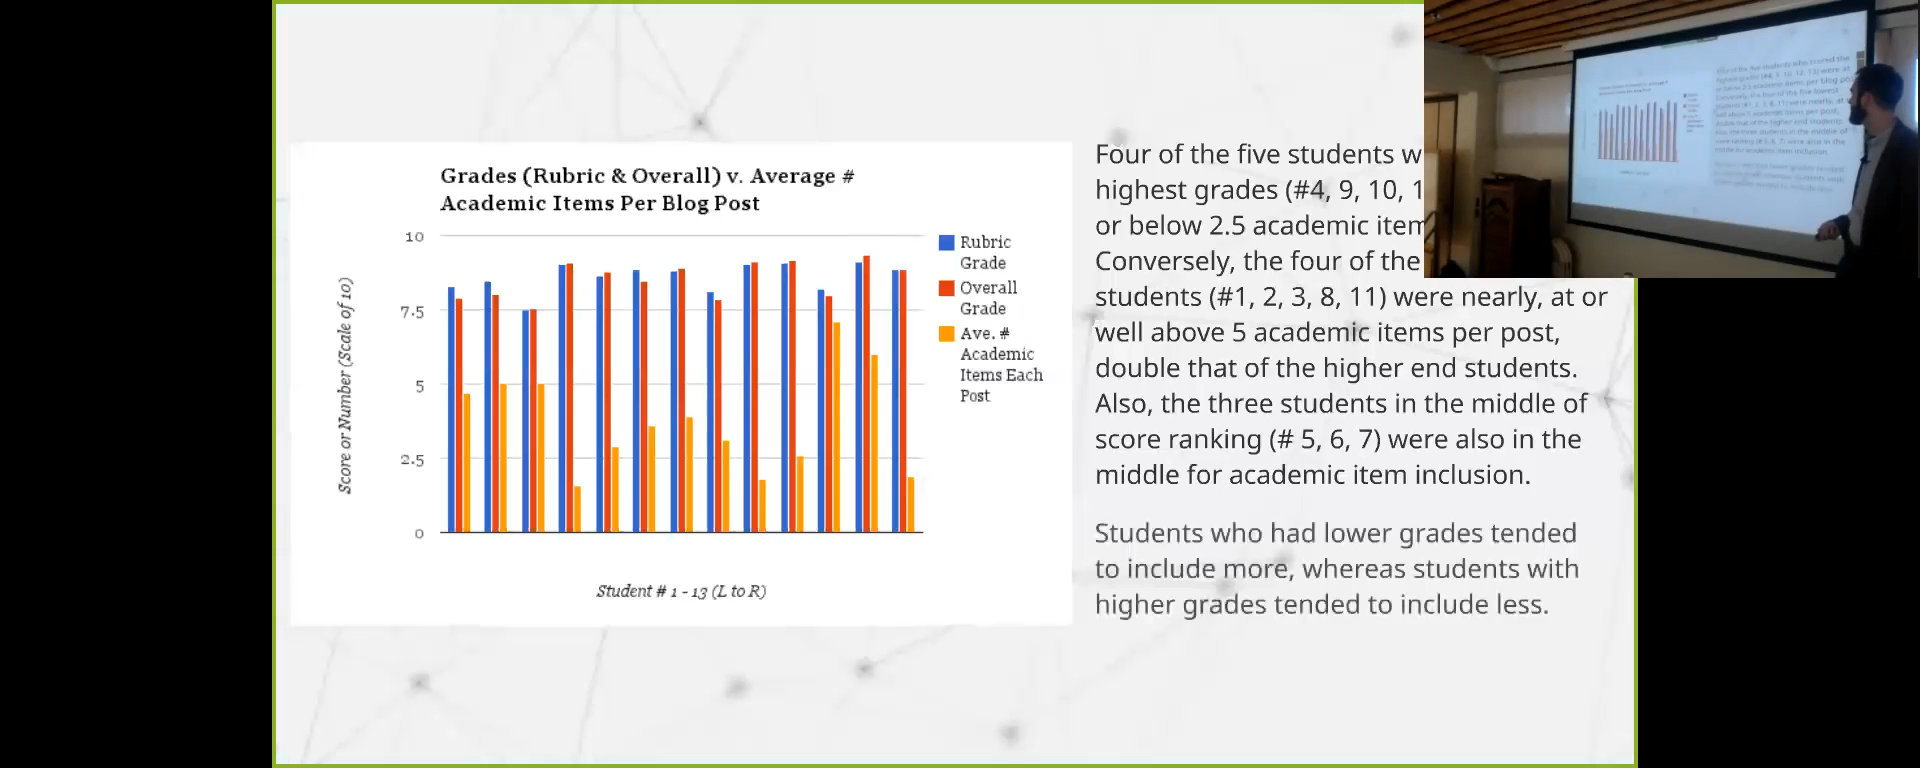 Grades (Rubric & Overall) v. Average #
Academic Items Per Blog Post
10
7.5
5
2.5
0
Score or Number (Scale of 10)
Student # 1 - 13 (L to R)
Rubric
Grade
Overall
Grade
Ave. #
Academic
Items Each
Post
Four of the five students
highest grades (#4, 9, 10,
or below 2.5 academic
Conversely, the four of the
students (#1, 2, 3, 8, 11) were nearly, at or
well above 5 academic items per post,
double that of the higher end students.
Also, the three students in the middle of
score ranking (# 5, 6, 7) were also in the
middle for academic item inclusion.
Students who had lower grades tended
to include more, whereas students with
higher grades tended to include less.